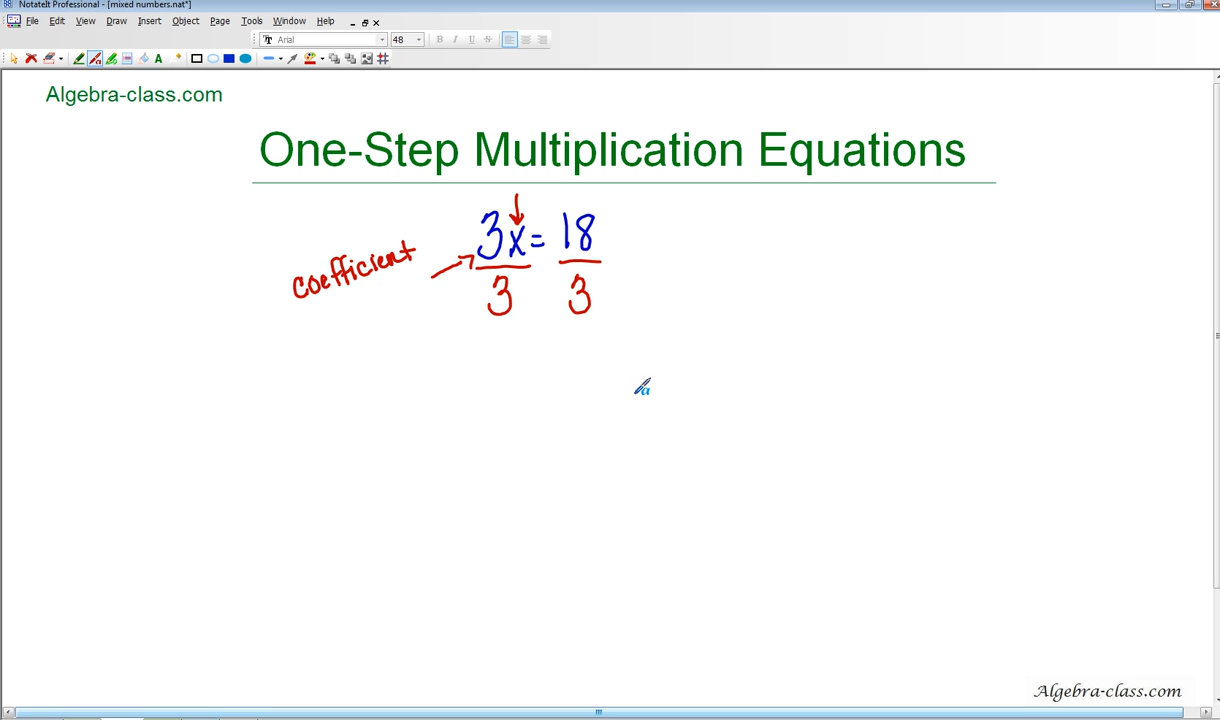 NotateIt Professional - [mixed numbers.nat*]
File Edit View Draw Insert Object Page Tools Window Help
Arial 48 B I U S
Algebra-class.com
One-Step Multiplication Equations
3x = 18
coefficient
3 3
Algebra-class.com